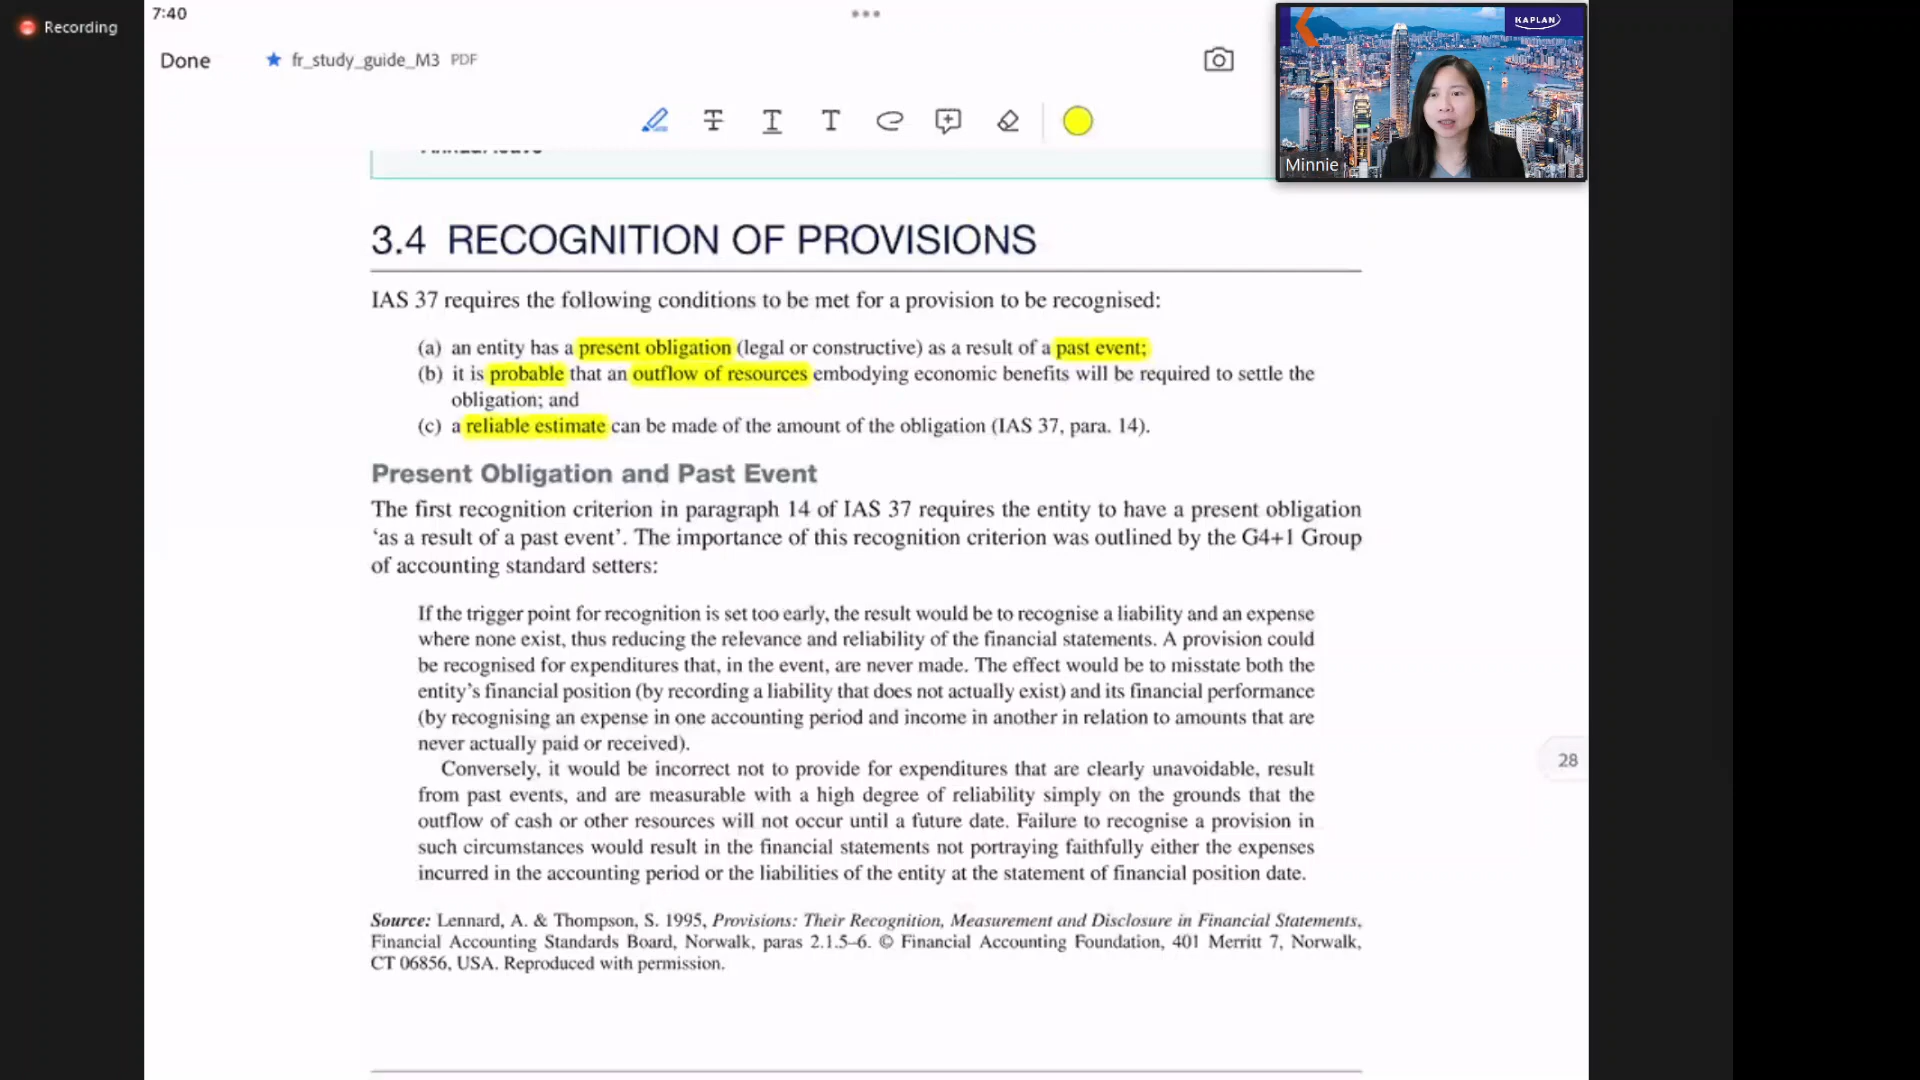 Recording
7:40
Done
fr_study_guide_M3 PDF
KAPLAN
Minnie
3.4 RECOGNITION OF PROVISIONS
IAS 37 requires the following conditions to be met for a provision to be recognised:
(a) an entity has a present obligation (legal or constructive) as a result of a past event;
(b) it is probable that an outflow of resources embodying economic benefits will be required to settle the
obligation; and
(c) a reliable estimate can be made of the amount of the obligation (IAS 37, para. 14).
Present Obligation and Past Event
The first recognition criterion in paragraph 14 of IAS 37 requires the entity to have a present obligation
‘as a result of a past event’. The importance of this recognition criterion was outlined by the G4+1 Group
of accounting standard setters:
If the trigger point for recognition is set too early, the result would be to recognise a liability and an expense
where none exist, thus reducing the relevance and reliability of the financial statements. A provision could
be recognised for expenditures that, in the event, are never made. The effect would be to misstate both the
entity’s financial position (by recording a liability that does not actually exist) and its financial performance
(by recognising an expense in one accounting period and income in another in relation to amounts that are
never actually paid or received).
Conversely, it would be incorrect not to provide for expenditures that are clearly unavoidable, result
from past events, and are measurable with a high degree of reliability simply on the grounds that the
outflow of cash or other resources will not occur until a future date. Failure to recognise a provision in
such circumstances would result in the financial statements not portraying faithfully either the expenses
incurred in the accounting period or the liabilities of the entity at the statement of financial position date.
28
Source: Lennard, A. & Thompson, S. 1995, Provisions: Their Recognition, Measurement and Disclosure in Financial Statements,
Financial Accounting Standards Board, Norwalk, paras 2.1.5–6. © Financial Accounting Foundation, 401 Merritt 7, Norwalk,
CT 06856, USA. Reproduced with permission.